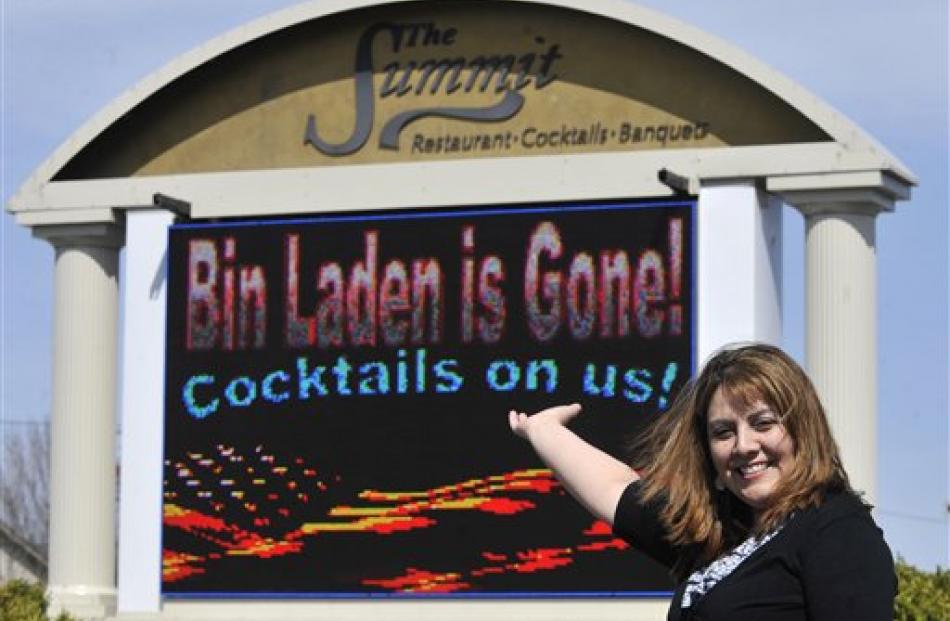 The
Summit
Restaurant · Cocktails · Banquets
Bin Laden is Gone!
Cocktails on us!